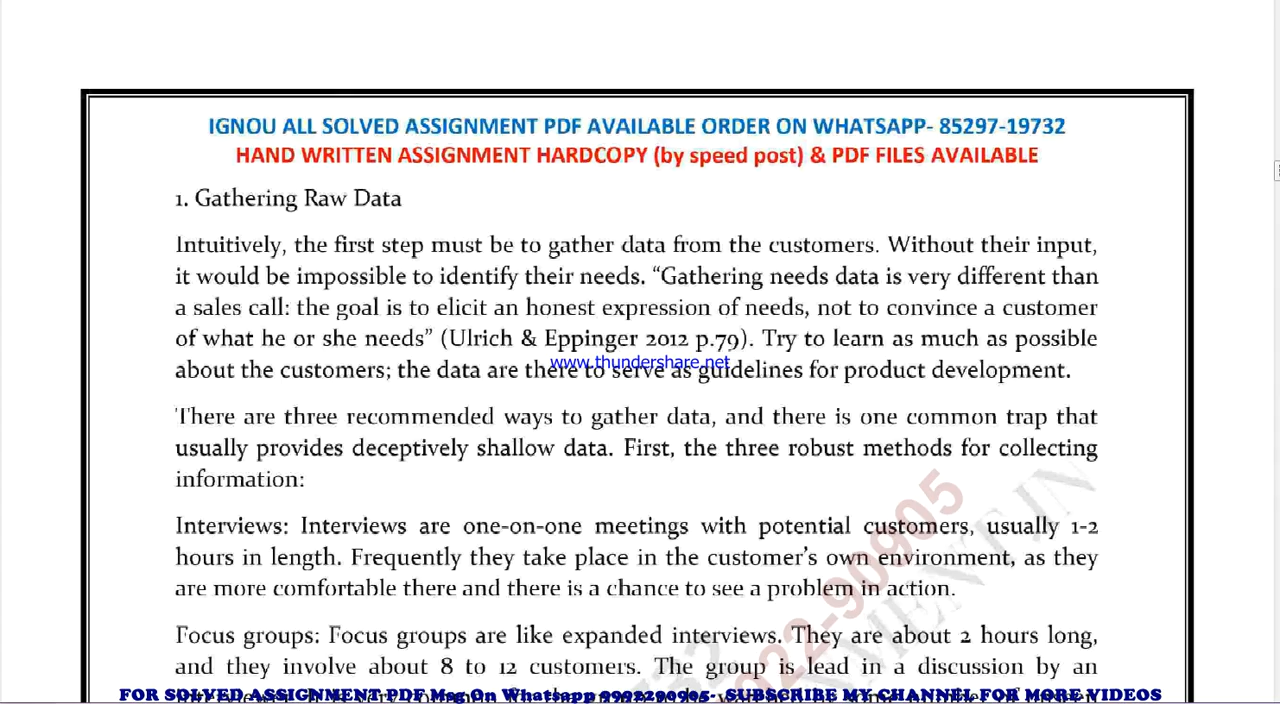 IGNOU ALL SOLVED ASSIGNMENT PDF AVAILABLE ORDER ON WHATSAPP- 85297-19732
HAND WRITTEN ASSIGNMENT HARDCOPY (by speed post) & PDF FILES AVAILABLE
1. Gathering Raw Data
Intuitively, the first step must be to gather data from the customers. Without their input,
it would be impossible to identify their needs. “Gathering needs data is very different than
a sales call: the goal is to elicit an honest expression of needs, not to convince a customer
of what he or she needs” (Ulrich & Eppinger 2012 p.79). Try to learn as much as possible
www.thundershare.net
about the customers; the data are there to serve as guidelines for product development.
There are three recommended ways to gather data, and there is one common trap that
usually provides deceptively shallow data. First, the three robust methods for collecting
information:
Interviews: Interviews are one-on-one meetings with potential customers, usually 1-2
hours in length. Frequently they take place in the customer’s own environment, as they
are more comfortable there and there is a chance to see a problem in action.
Focus groups: Focus groups are like expanded interviews. They are about 2 hours long,
and they involve about 8 to 12 customers. The group is lead in a discussion by an
FOR SOLVED ASSIGNMENT PDF Msg On Whatsapp 9992290905- SUBSCRIBE MY CHANNEL FOR MORE VIDEOS